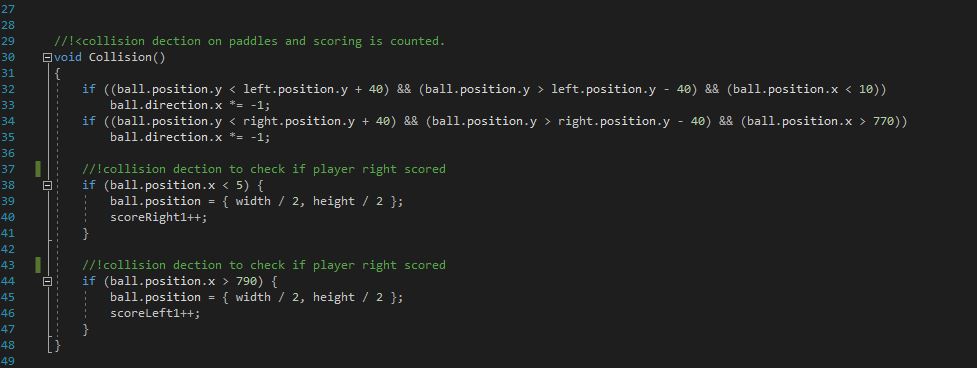 27
28
29 //!<collision dection on paddles and scoring is counted.
30 void Collision()
31 {
32 if ((ball.position.y < left.position.y + 40) && (ball.position.y > left.position.y - 40) && (ball.position.x < 10))
33 ball.direction.x *= -1;
34 if ((ball.position.y < right.position.y + 40) && (ball.position.y > right.position.y - 40) && (ball.position.x > 770))
35 ball.direction.x *= -1;
36
37 //!collision dection to check if player right scored
38 if (ball.position.x < 5) {
39 ball.position = { width / 2, height / 2 };
40 scoreRight1++;
41 }
42
43 //!collision dection to check if player right scored
44 if (ball.position.x > 790) {
45 ball.position = { width / 2, height / 2 };
46 scoreLeft1++;
47 }
48 }
49